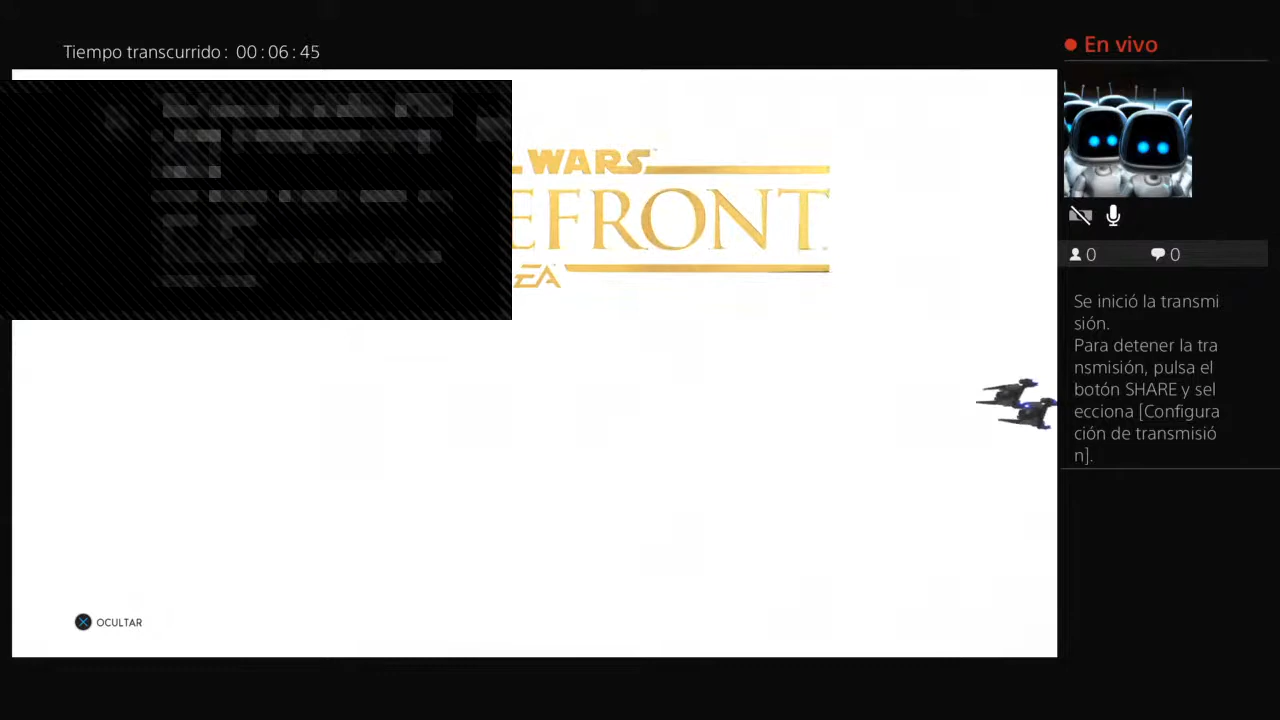 Tiempo transcurrido: 00:06:45
En vivo
WARS
EFRONT
EA
0
0
Se inició la transmi
sión.
Para detener la tra
nsmisión, pulsa el
botón SHARE y sel
ecciona [Configura
ción de transmisió
n].
OCULTAR